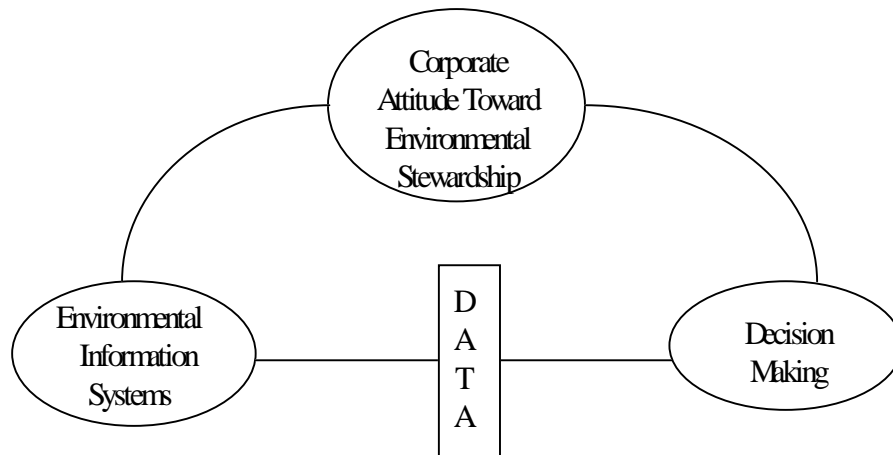 Corporate
Attitude Toward
Environmental
Stewardship
Environmental
Information
Systems
D
A
T
A
Decision
Making